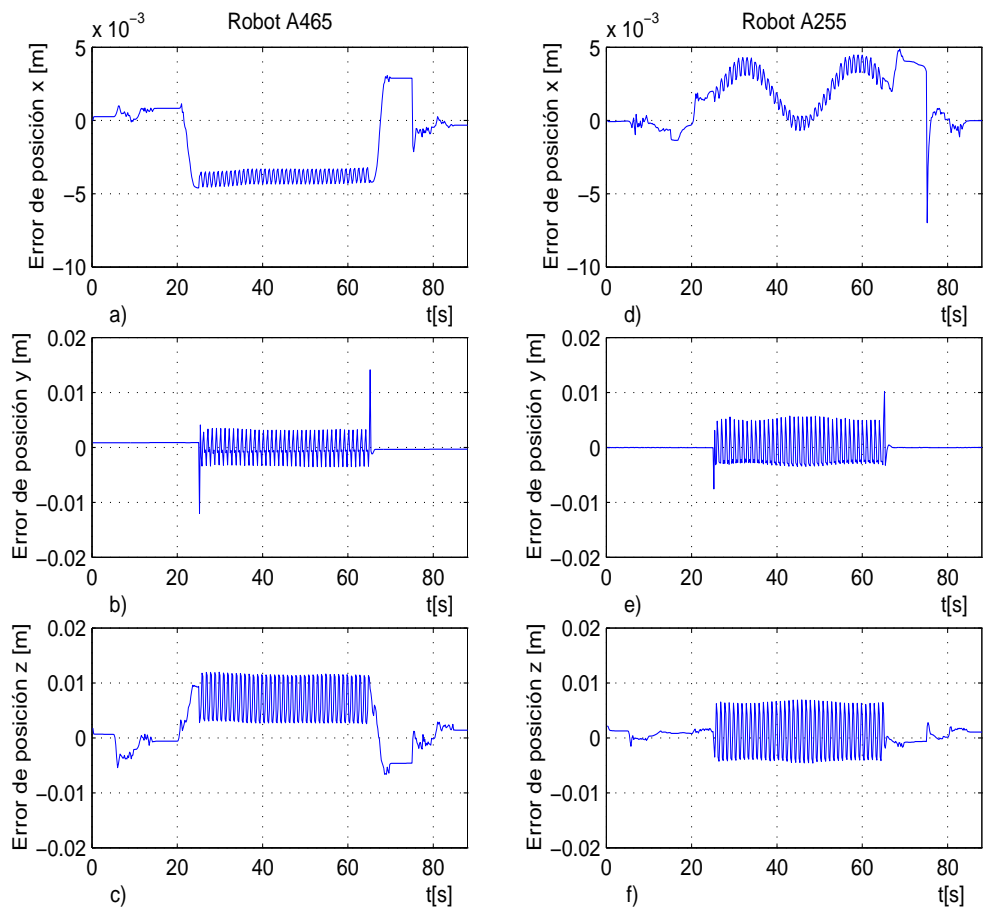 Robot A465
x 10⁻³
Error de posición x [m]
5
0
−5
−10
0
20
40
60
80
t[s]
a)
Robot A255
x 10⁻³
Error de posición x [m]
5
0
−5
−10
0
20
40
60
80
t[s]
d)
Error de posición y [m]
0.02
0.01
0
−0.01
−0.02
0
20
40
60
80
t[s]
b)
Error de posición y [m]
0.02
0.01
0
−0.01
−0.02
0
20
40
60
80
t[s]
e)
Error de posición z [m]
0.02
0.01
0
−0.01
−0.02
0
20
40
60
80
t[s]
c)
Error de posición z [m]
0.02
0.01
0
−0.01
−0.02
0
20
40
60
80
t[s]
f)